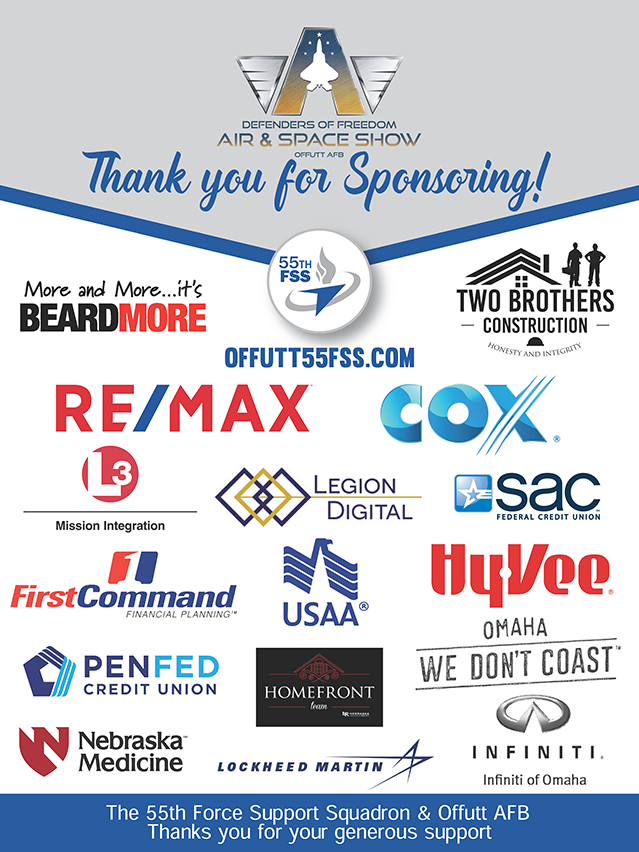 DEFENDERS OF FREEDOM
AIR & SPACE SHOW
OFFUTT AFB
Thank you for Sponsoring!
55TH
FSS
More and More...it's
BEARDMORE
TWO BROTHERS
CONSTRUCTION
HONESTY AND INTEGRITY
OFFUTT55FSS.COM
RE/MAX
COX®
L3
Mission Integration
LEGION
DIGITAL
sac
FEDERAL CREDIT UNION
1
FirstCommand
FINANCIAL PLANNING™
USAA®
HyVee®
PENFED
CREDIT UNION
HOMEFRONT
team
OMAHA
WE DON'T COAST™
Nebraska
Medicine
LOCKHEED MARTIN
INFINITI®
Infiniti of Omaha
The 55th Force Support Squadron & Offutt AFB
Thanks you for your generous support